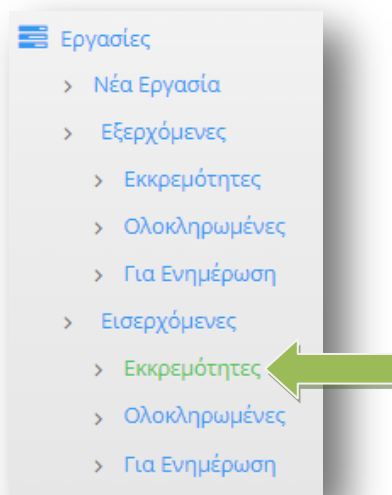 Εργασίες
Νέα Εργασία
Εξερχόμενες
Εκκρεμότητες
Ολοκληρωμένες
Για Ενημέρωση
Εισερχόμενες
Εκκρεμότητες
Ολοκληρωμένες
Για Ενημέρωση